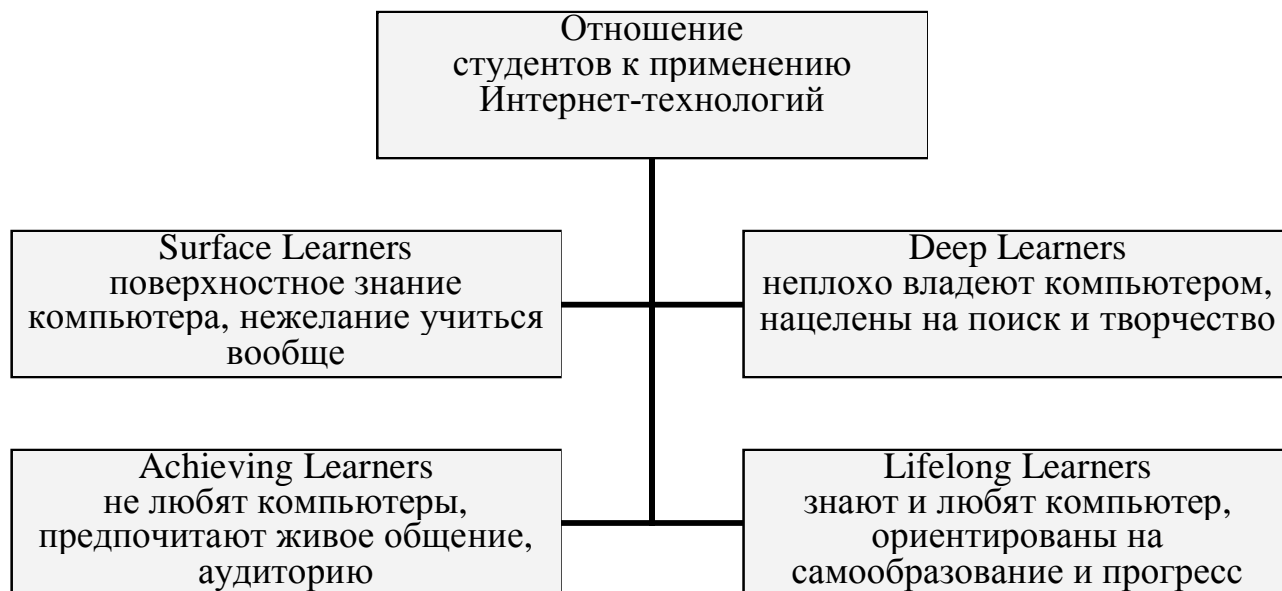 Отношение
студентов к применению
Интернет-технологий
Surface Learners
поверхностное знание
компьютера, нежелание учиться
вообще
Deep Learners
неплохо владеют компьютером,
нацелены на поиск и творчество
Achieving Learners
не любят компьютеры,
предпочитают живое общение,
аудиторию
Lifelong Learners
знают и любят компьютер,
ориентированы на
самообразование и прогресс